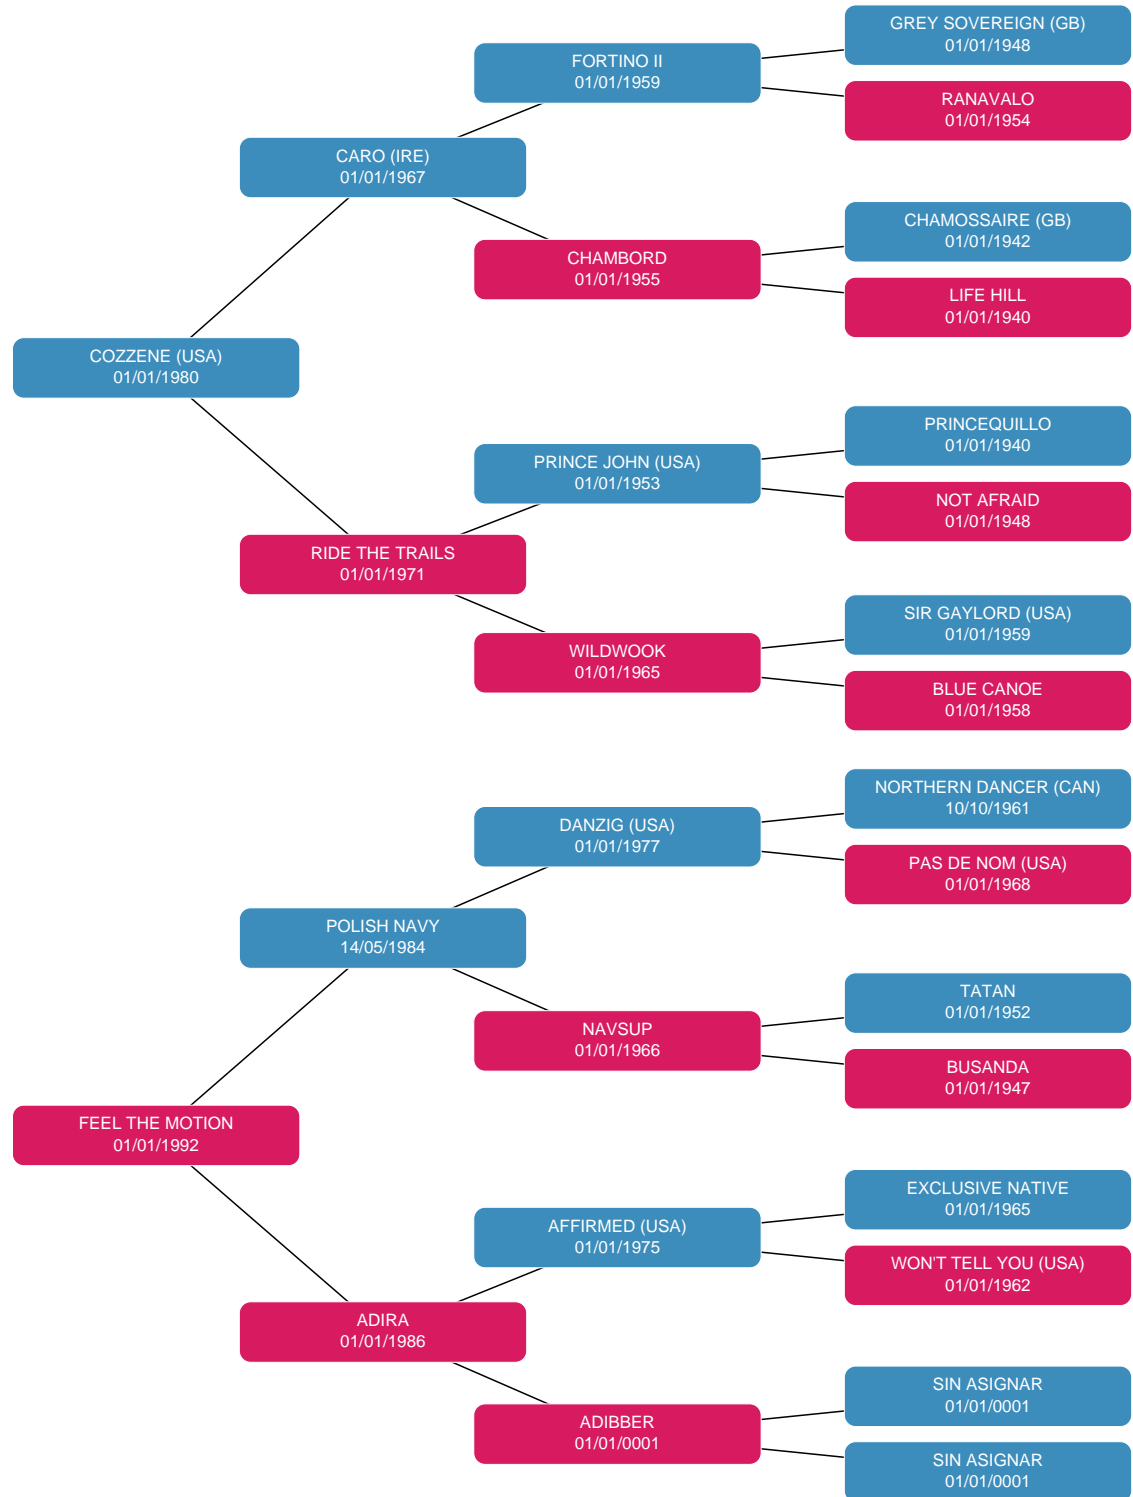 GREY SOVEREIGN (GB)
01/01/1948
FORTINO II
01/01/1959
RANAVALO
01/01/1954
CARO (IRE)
01/01/1967
CHAMOSSAIRE (GB)
01/01/1942
CHAMBORD
01/01/1955
LIFE HILL
01/01/1940
COZZENE (USA)
01/01/1980
PRINCEQUILLO
01/01/1940
PRINCE JOHN (USA)
01/01/1953
NOT AFRAID
01/01/1948
RIDE THE TRAILS
01/01/1971
SIR GAYLORD (USA)
01/01/1959
WILDWOOK
01/01/1965
BLUE CANOE
01/01/1958
NORTHERN DANCER (CAN)
10/10/1961
DANZIG (USA)
01/01/1977
PAS DE NOM (USA)
01/01/1968
POLISH NAVY
14/05/1984
TATAN
01/01/1952
NAVSUP
01/01/1966
BUSANDA
01/01/1947
FEEL THE MOTION
01/01/1992
EXCLUSIVE NATIVE
01/01/1965
AFFIRMED (USA)
01/01/1975
WON'T TELL YOU (USA)
01/01/1962
ADIRA
01/01/1986
SIN ASIGNAR
01/01/0001
ADIBBER
01/01/0001
SIN ASIGNAR
01/01/0001